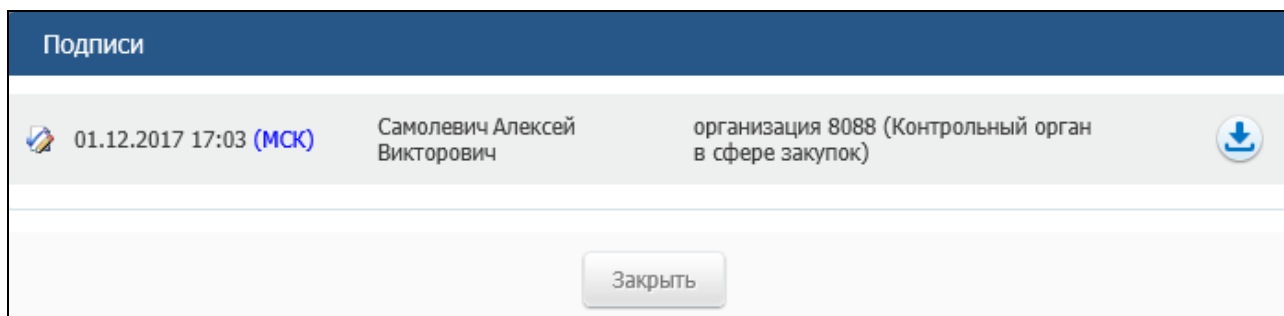 Подписи
01.12.2017 17:03 (МСК)
Самолевич Алексей
Викторович
организация 8088 (Контрольный орган
в сфере закупок)
Закрыть